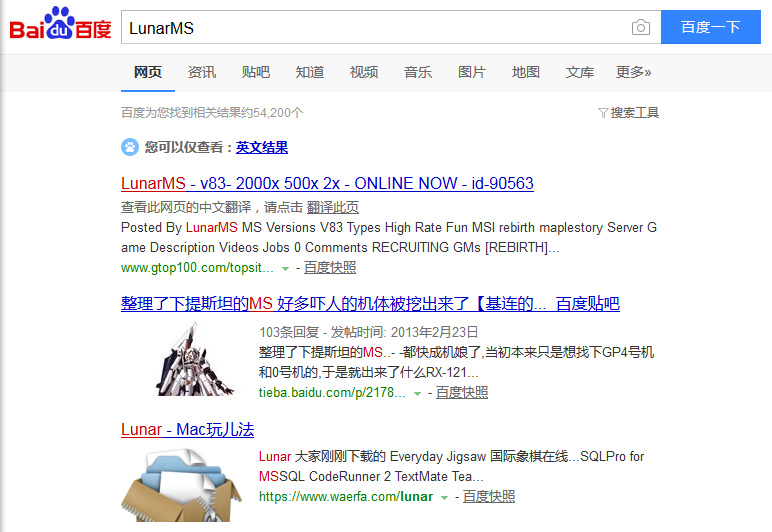 Bai du 百度 LunarMS 百度一下
网页 资讯 贴吧 知道 视频 音乐 图片 地图 文库 更多»
百度为您找到相关结果约54,200个 搜索工具
您可以仅查看：英文结果
LunarMS - v83- 2000x 500x 2x - ONLINE NOW - id-90563
查看此网页的中文翻译，请点击 翻译此页
Posted By LunarMS MS Versions V83 Types High Rate Fun MSI rebirth maplestory Server G
ame Description Videos Jobs 0 Comments RECRUITING GMs [REBIRTH]...
www.gtop100.com/topsit... - 百度快照
整理了下提斯坦的MS 好多吓人的机体被挖出来了【基连的... 百度贴吧
103条回复 - 发帖时间: 2013年2月23日
整理了下提斯坦的MS..- -都快成机娘了,当初本来只是想找下GP4号机
和0号机的,于是就出来了什么RX-121...
tieba.baidu.com/p/2178... - 百度快照
Lunar - Mac玩儿法
Lunar 大家刚刚下载的 Everyday Jigsaw 国际象棋在线...SQLPro for
MSSQL CodeRunner 2 TextMate Tea...
https://www.waerfa.com/lunar - 百度快照